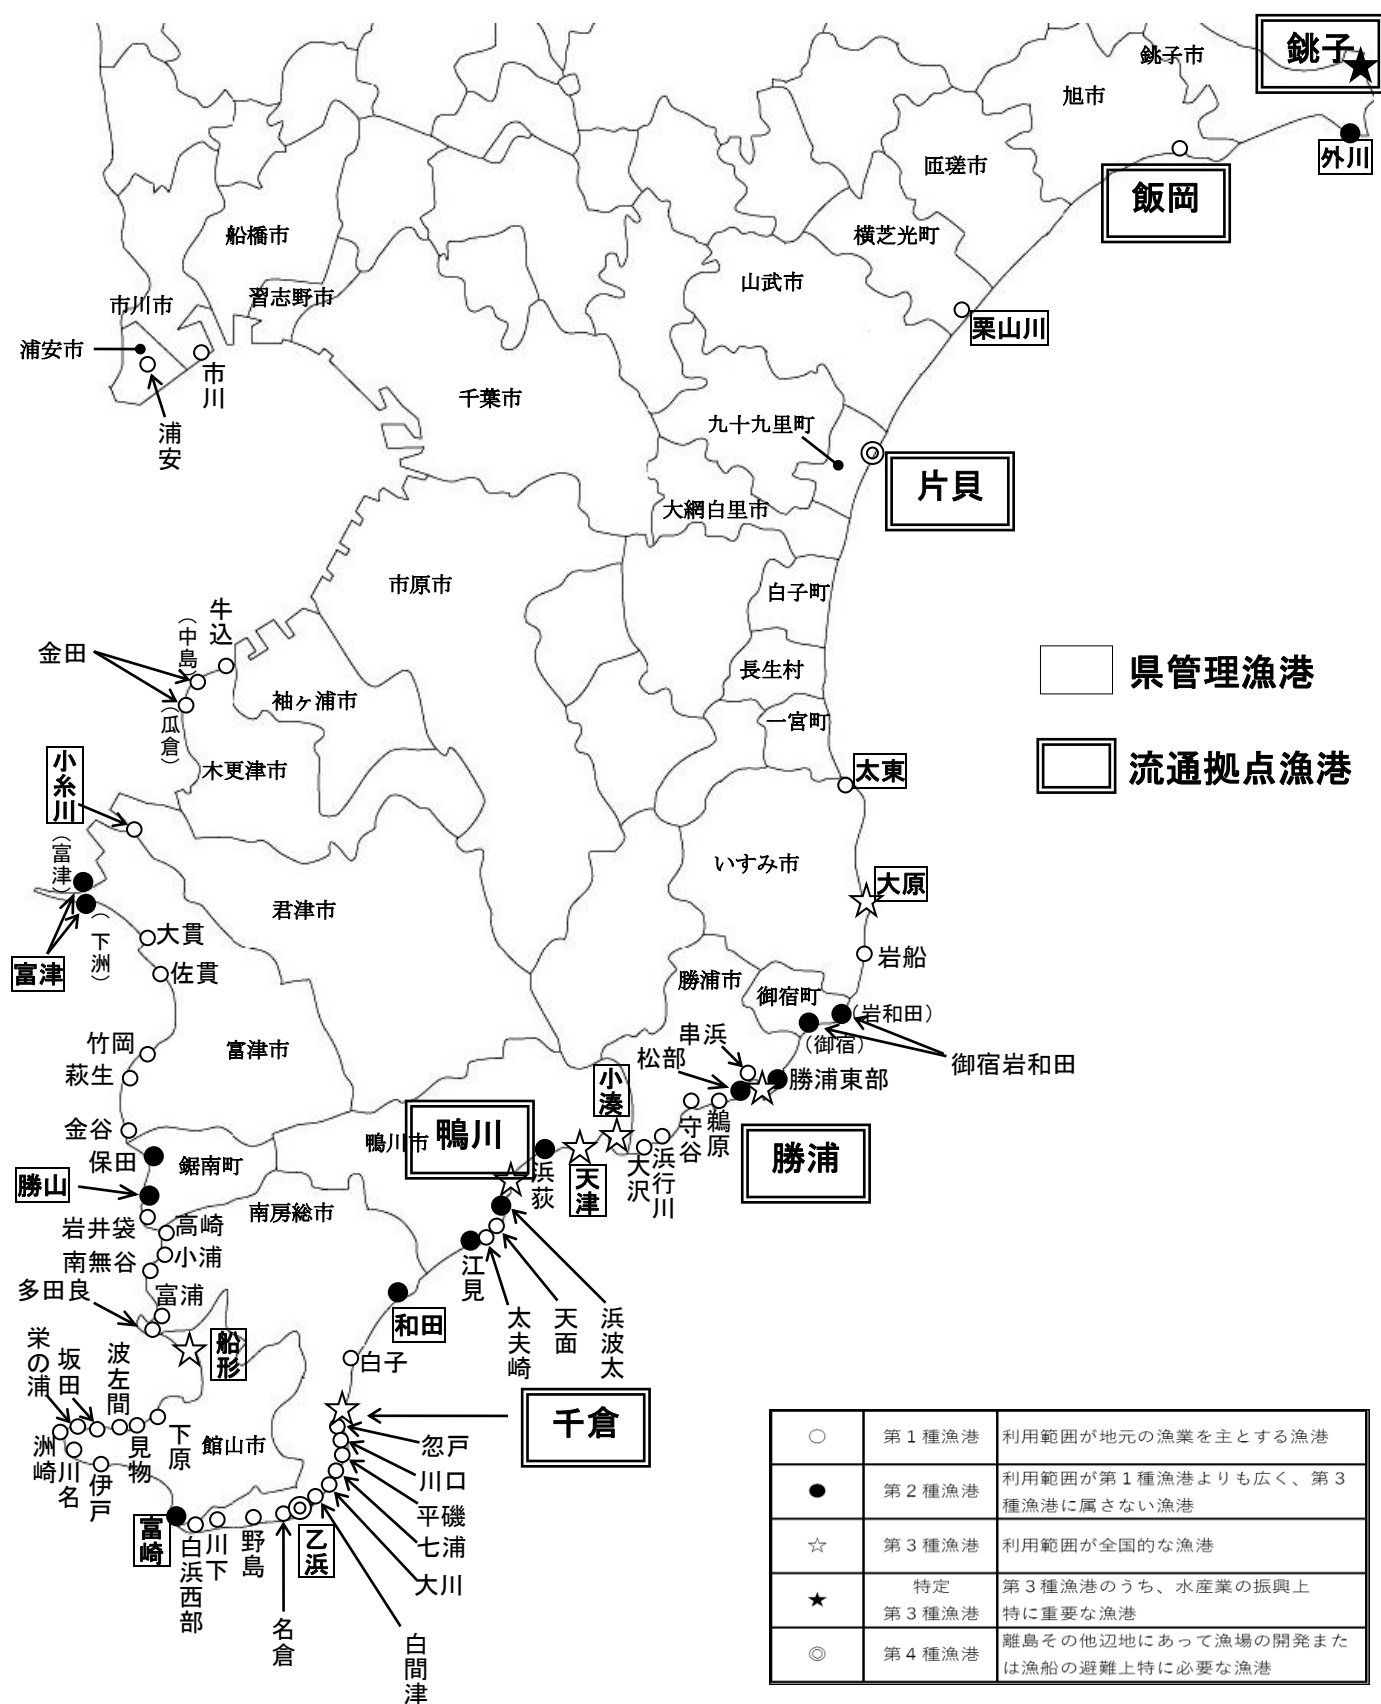 銚子
銚子市
旭市
外川
飯岡
匝瑳市
横芝光町
船橋市
山武市
習志野市
市川市
栗山川
浦安市
市川
浦安
千葉市
九十九里町
片貝
大網白里市
市原市
白子町
牛込
(中島)
金田
(瓜倉)
長生村
県管理漁港
袖ヶ浦市
一宮町
木更津市
太東
流通拠点漁港
小糸川
(富津)
富津
(下洲)
いすみ市
大原
君津市
大貫
佐貫
岩船
勝浦市
御宿町
(岩和田)
(御宿)
御宿岩和田
串浜
松部
勝浦東部
竹岡
萩生
富津市
小湊
金谷
保田
鴨川市
鴨川
守谷
鵜原
勝浦
鋸南町
勝山
浜荻
天津
大沢
浜行川
南房総市
岩井袋
高崎
南無谷
小浦
江見
多田良
富浦
太夫崎
天面
浜波太
和田
船形
栄の浦
坂田
波左間
白子
千倉
洲崎
川名
伊戸
見物
下原
館山市
忽戸
川口
平磯
七浦
大川
富崎
白浜西部
川下
野島
乙浜
名倉
白間津
○ 第1種漁港 利用範囲が地元の漁業を主とする漁港
● 第2種漁港 利用範囲が第1種漁港よりも広く、第3
種漁港に属さない漁港
☆ 第3種漁港 利用範囲が全国的な漁港
★ 特定
第3種漁港 第3種漁港のうち、水産業の振興上
特に重要な漁港
◎ 第4種漁港 離島その他辺地にあって漁場の開発また
は漁船の避難上特に必要な漁港